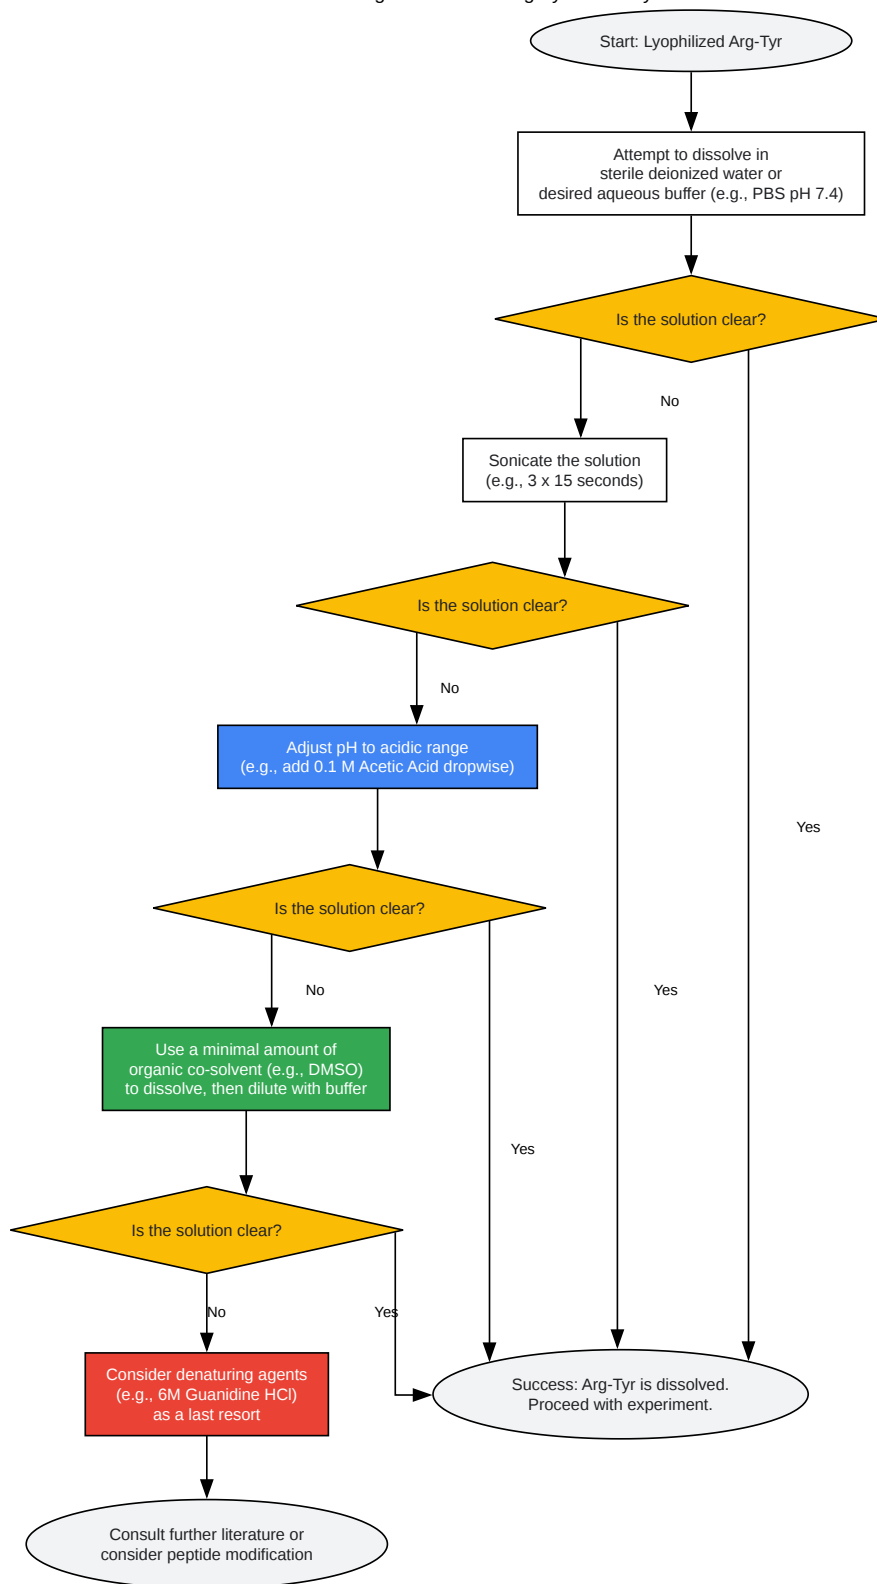 Start: Lyophilized Arg-Tyr
Attempt to dissolve in
sterile deionized water or
desired aqueous buffer (e.g., PBS pH 7.4)
Is the solution clear?
No
Sonicate the solution
(e.g., 3 x 15 seconds)
Is the solution clear?
No
Adjust pH to acidic range
(e.g., add 0.1 M Acetic Acid dropwise)
Yes
Is the solution clear?
No
Yes
Use a minimal amount of
organic co-solvent (e.g., DMSO)
to dissolve, then dilute with buffer
Yes
Is the solution clear?
No
Yes
Consider denaturing agents
(e.g., 6M Guanidine HCl)
as a last resort
Success: Arg-Tyr is dissolved.
Proceed with experiment.
Consult further literature or
consider peptide modification